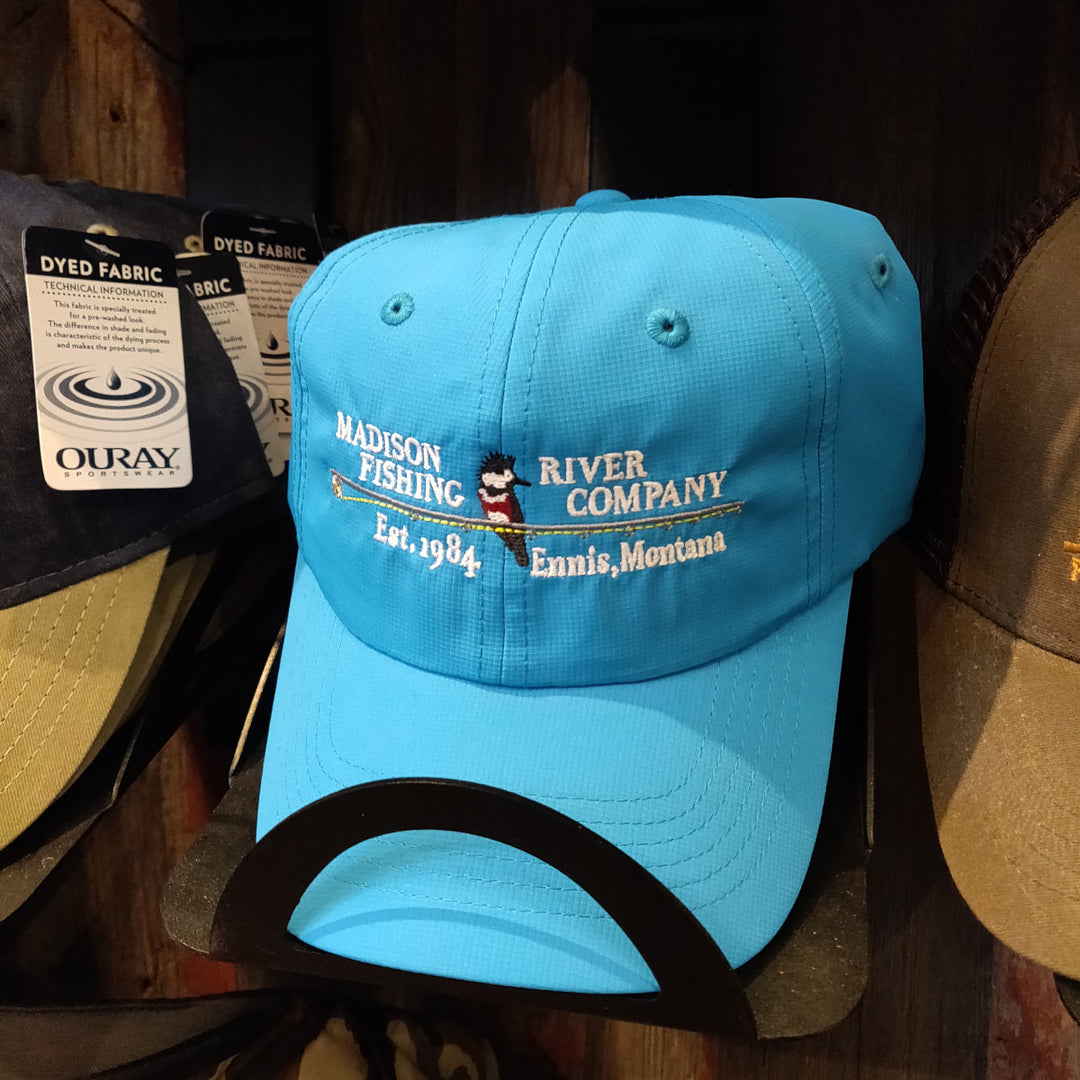 DYED FABRIC
TECHNICAL INFORMATION
This fabric is specially treated
for a pre-washed look.
The difference in shade and fading
is characteristic of the dying process
and makes the product unique.
OURAY
SPORTSWEAR
DYED FABRIC
TECHNICAL INFORMATION
MADISON RIVER
FISHING COMPANY
Est. 1984 Ennis, Montana